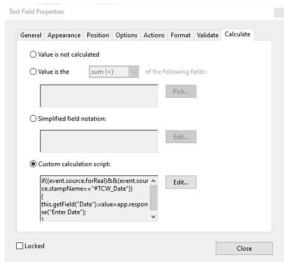 Text Field Properties
General Appearance Position Options Actions Format Validate Calculate
Value is not calculated
Value is the sum (+) of the following fields:
Pick...
Simplified field notation:
Edit...
Custom calculation script:
if((event.source.forReal)&&(event.sour
ce.stampName=="#TCW_Date"))
{
this.getField("Date").value=app.respon
se("Enter Date");
Edit...
Locked
Close